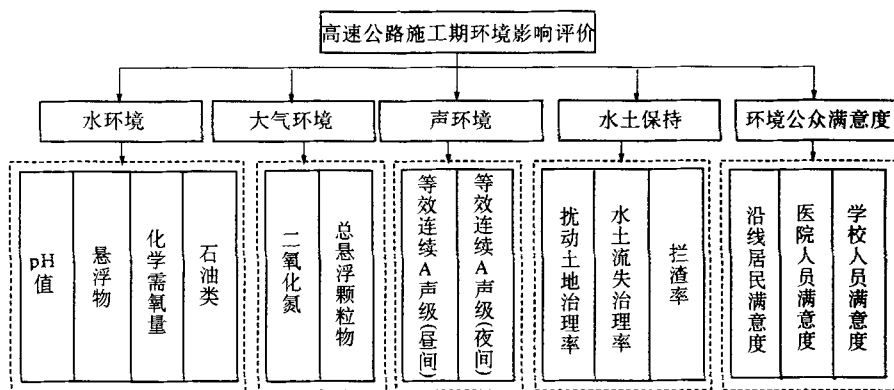 高速公路施工期环境影响评价
水环境
大气环境
声环境
水土保持
环境公众满意度
pH值
悬浮物
化学需氧量
石油类
二氧化氮
总悬浮颗粒物
等效连续A声级(昼间)
等效连续A声级(夜间)
扰动土地治理率
水土流失治理率
拦渣率
沿线居民满意度
医院人员满意度
学校人员满意度